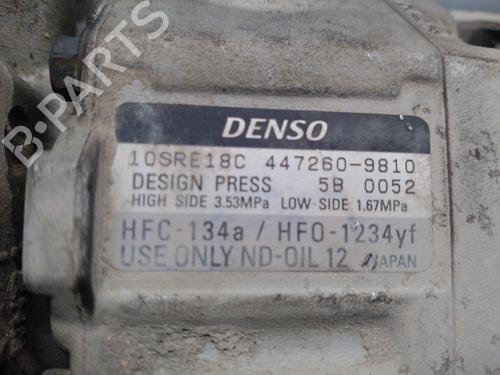 B-PARTS
DENSO
10SRE18C 447260-9810
DESIGN PRESS 5B 0052
HIGH SIDE 3.53MPa LOW-SIDE 1.67MPa
HFC-134a / HFO-1234yf
USE ONLY ND-OIL 12 JAPAN